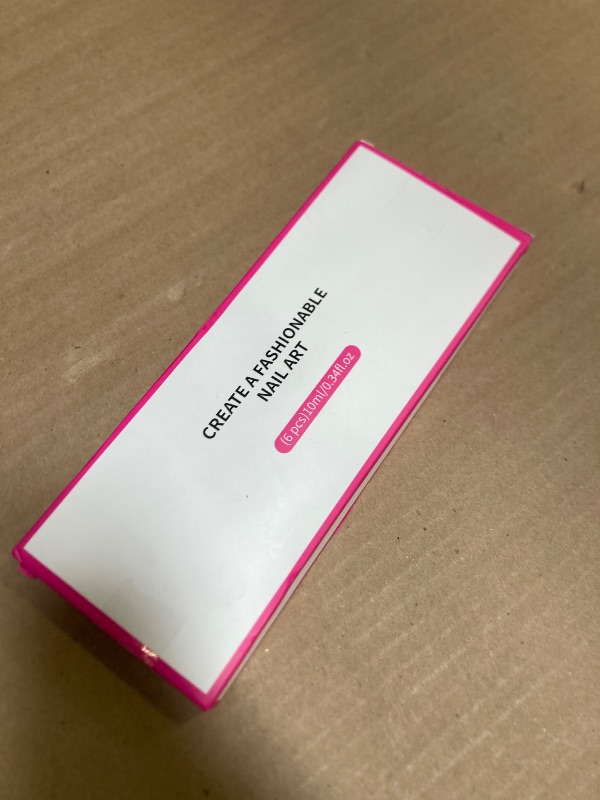 CREATE A FASHIONABLE
NAIL ART
(6 pcs)10ml/0.34fl.oz